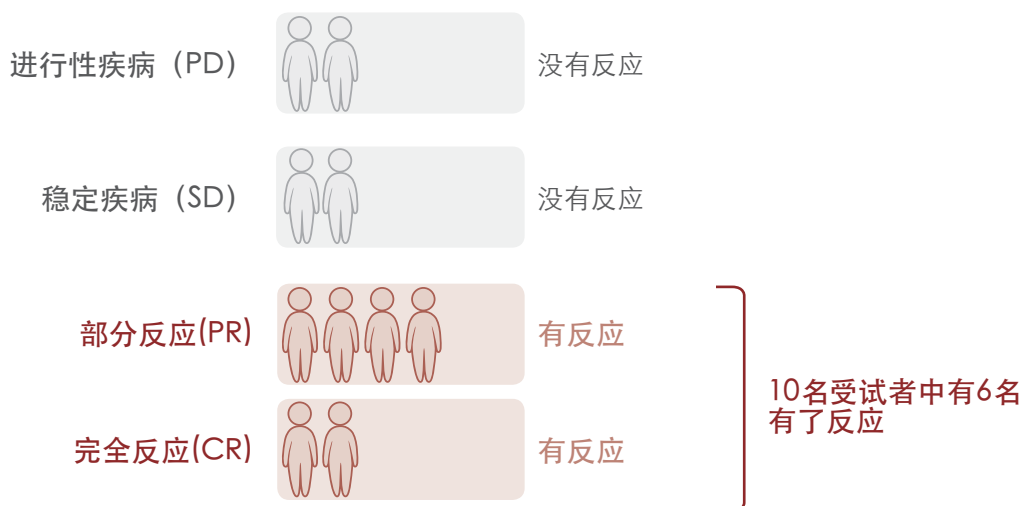 进行性疾病（PD）
没有反应
稳定疾病（SD）
没有反应
部分反应(PR)
有反应
完全反应(CR)
有反应
10名受试者中有6名
有了反应